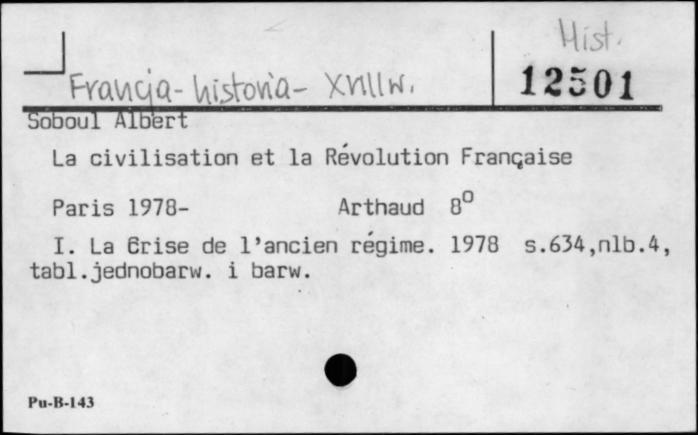 Hist.
Francja - historia - XVIII w.
12501
Soboul Albert
La civilisation et la Révolution Française
Paris 1978- Arthaud 8°
I. La Crise de l'ancien régime. 1978 s.634,nlb.4,
tabl.jednobarw. i barw.
Pu-B-143